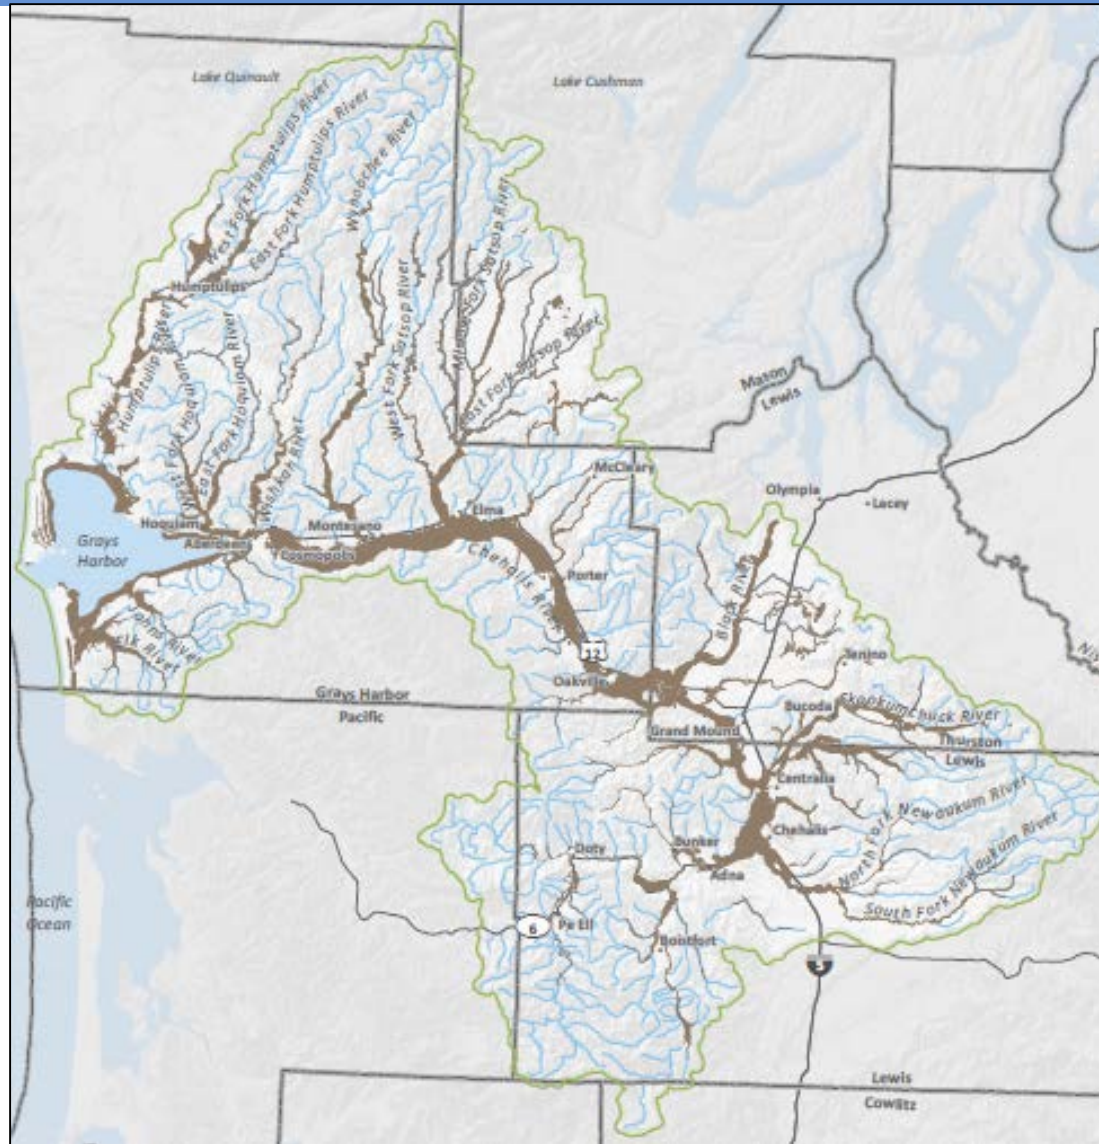 Lake Quinault
Lake Cushman
West Fork Humptulips River
East Fork Humptulips River
Wynoochee River
Humptulips
Humptulips River
West Fork Hoquiam River
East Fork Hoquiam River
Wishkah River
West Fork Satsop River
Middle Fork Satsop River
East Fork Satsop River
Mason
Lewis
McCleary
Olympia
Lacey
Elma
Montesano
Hoquiam
Aberdeen
Cosmopolis
Grays
Harbor
Chehalis River
Porter
Black River
Johns River
Elk River
12
Tenino
Oakville
Grays Harbor
Pacific
Bucoda
Skookumchuck River
Grand Mound
Thurston
Lewis
Centralia
North Fork Newaukum River
Chehalis
Bunker
Doty
Adna
South Fork Newaukum River
Pacific
Ocean
6
Pe Ell
Boistfort
5
Lewis
Cowlitz